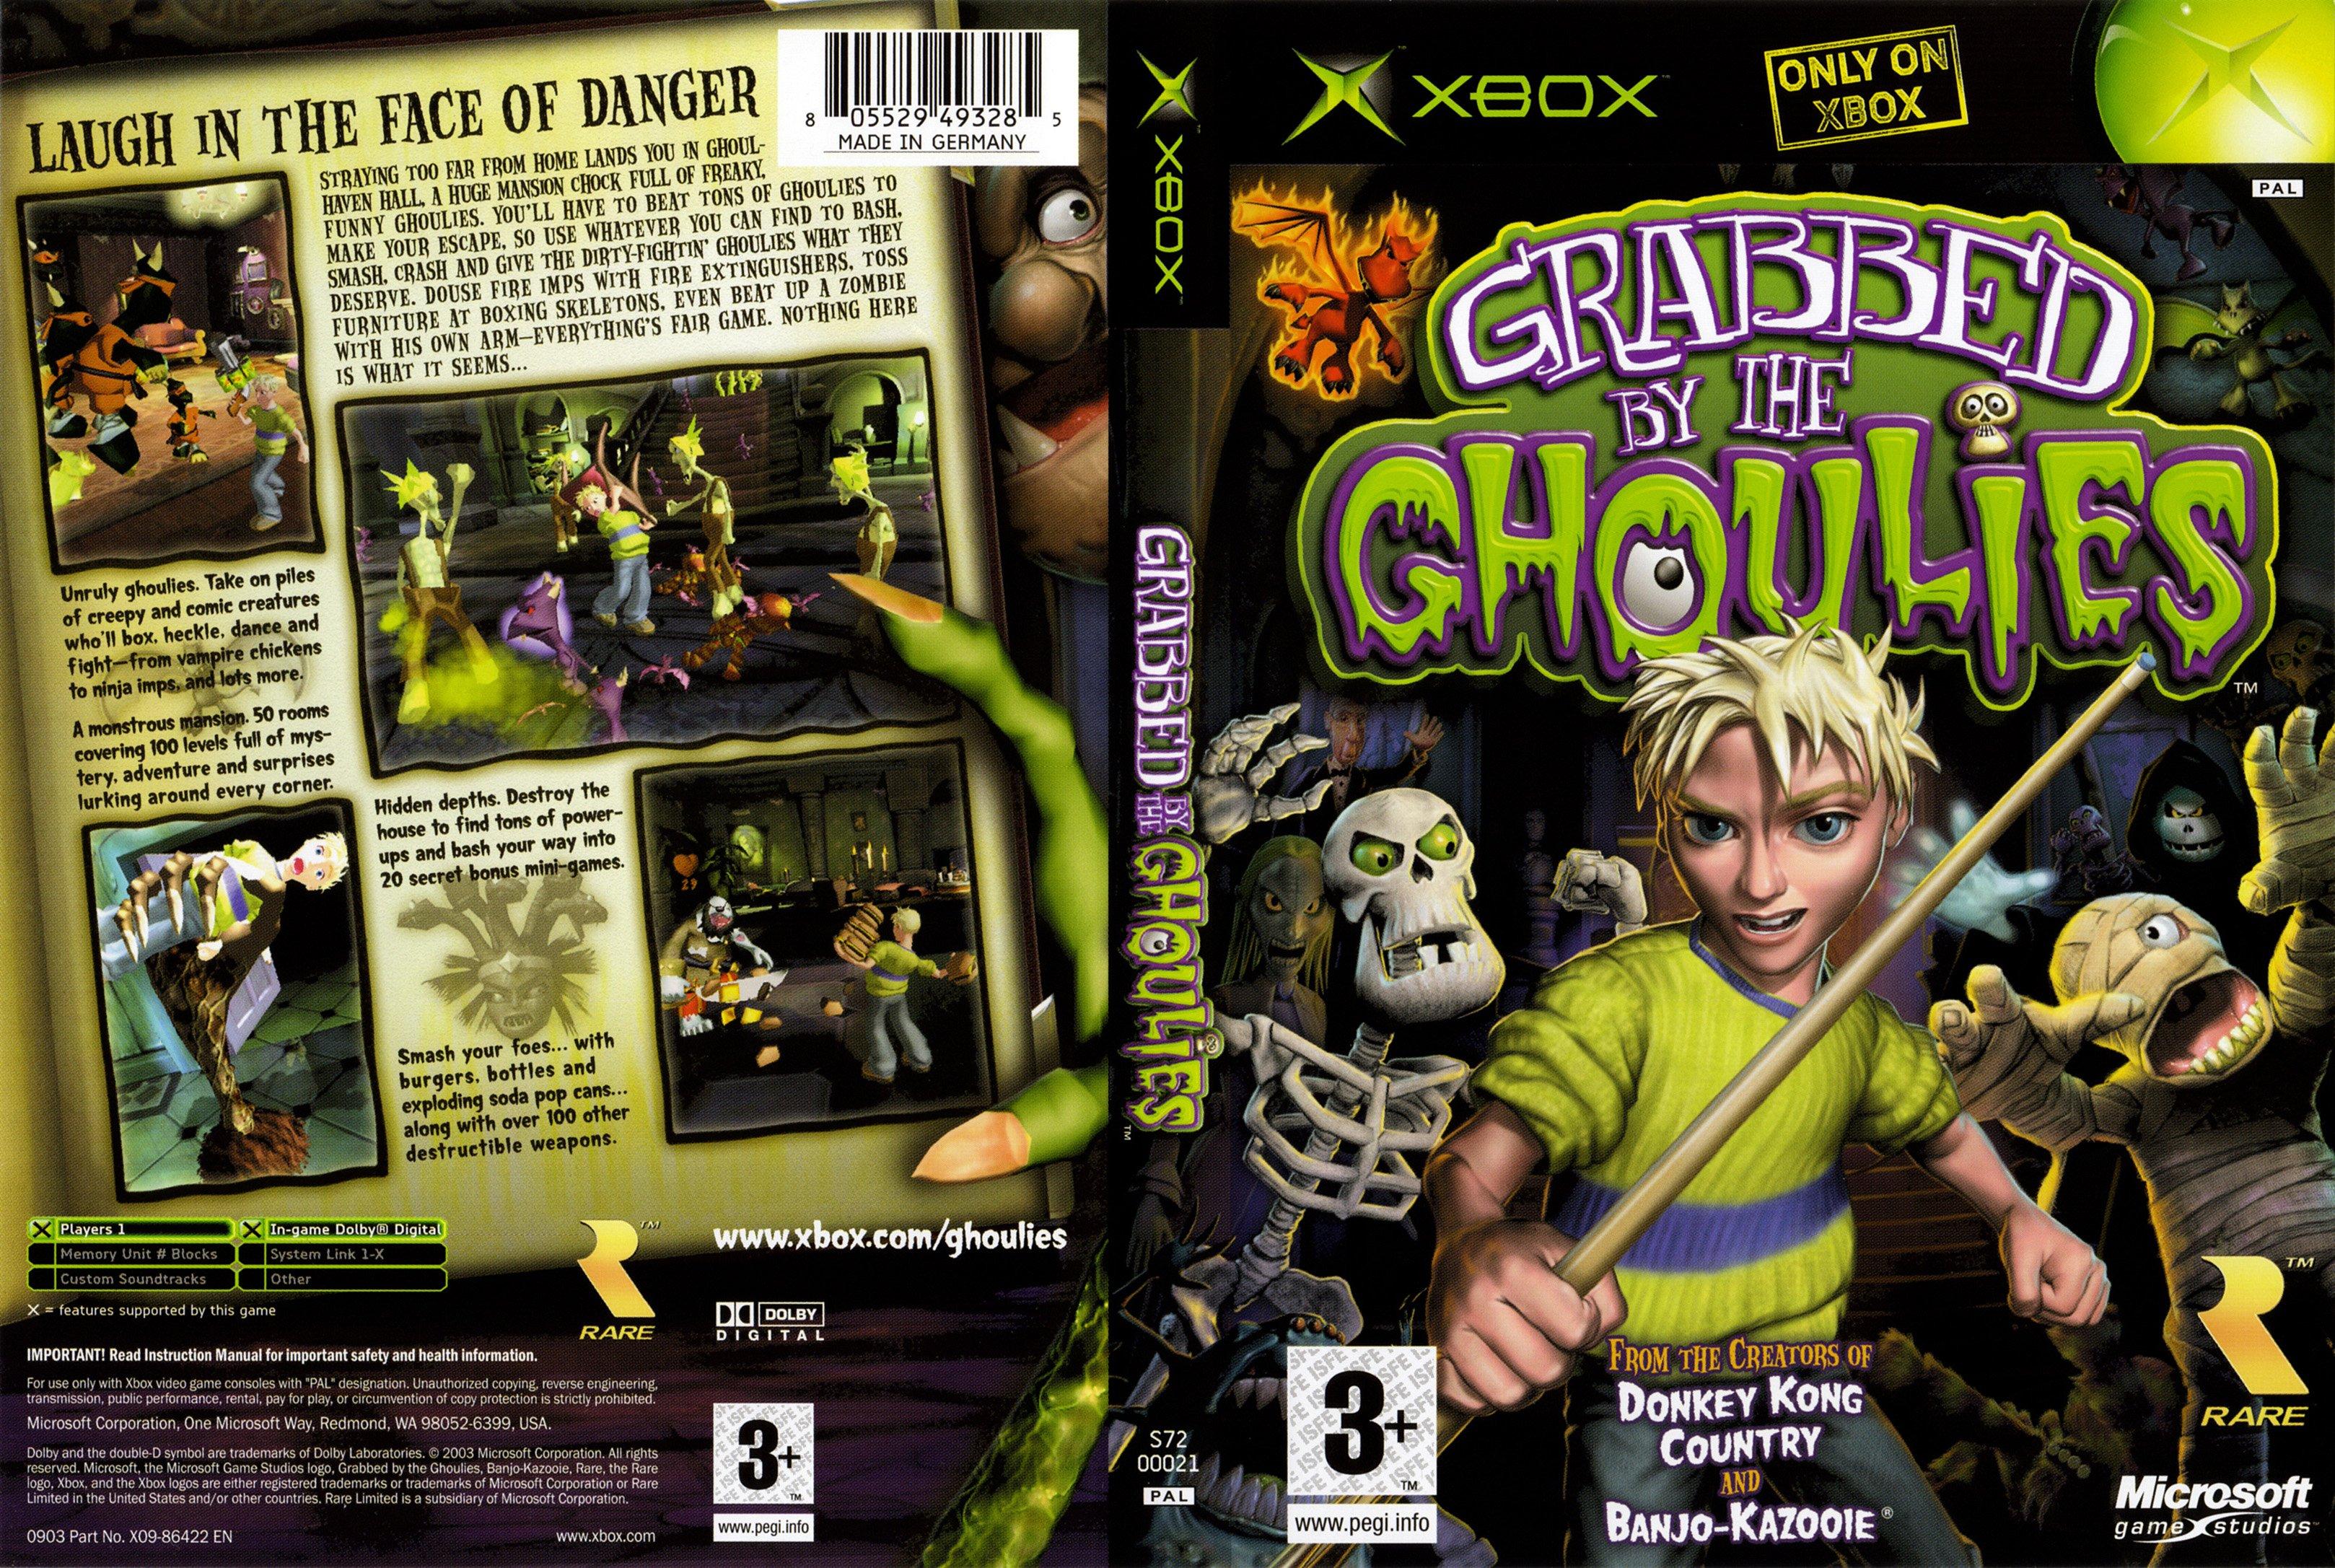 LAUGH IN THE FACE OF DANGER
8 05529 49328 5
MADE IN GERMANY
STRAYING TOO FAR FROM HOME LANDS YOU IN GHOUL-
HAVEN HALL, A HUGE MANSION CHOCK FULL OF FREAKY,
FUNNY GHOULIES. YOU'LL HAVE TO BEAT TONS OF GHOULIES TO
MAKE YOUR ESCAPE, SO USE WHATEVER YOU CAN FIND TO BASH,
SMASH, CRASH AND GIVE THE DIRTY-FIGHTIN' GHOULIES WHAT THEY
DESERVE. DOUSE FIRE IMPS WITH FIRE EXTINGUISHERS, TOSS
FURNITURE AT BOXING SKELETONS, EVEN BEAT UP A ZOMBIE
WITH HIS OWN ARM—EVERYTHING'S FAIR GAME. NOTHING HERE
IS WHAT IT SEEMS...
Unruly ghoulies. Take on piles
of creepy and comic creatures
who'll box, heckle, dance and
fight—from vampire chickens
to ninja imps, and lots more.
A monstrous mansion. 50 rooms
covering 100 levels full of mys-
tery, adventure and surprises
lurking around every corner.
Hidden depths. Destroy the
house to find tons of power-
ups and bash your way into
20 secret bonus mini-games.
29
Smash your foes... with
burgers, bottles and
exploding soda pop cans...
along with over 100 other
destructible weapons.
Players 1
In-game Dolby® Digital
Memory Unit # Blocks
System Link 1-X
Custom Soundtracks
Other
X = features supported by this game
RARE
TM
www.xbox.com/ghoulies
DOLBY
DIGITAL
IMPORTANT! Read Instruction Manual for important safety and health information.
For use only with Xbox video game consoles with "PAL" designation. Unauthorized copying, reverse engineering,
transmission, public performance, rental, pay for play, or circumvention of copy protection is strictly prohibited.
Microsoft Corporation, One Microsoft Way, Redmond, WA 98052-6399, USA.
Dolby and the double-D symbol are trademarks of Dolby Laboratories. © 2003 Microsoft Corporation. All rights
reserved. Microsoft, the Microsoft Game Studios logo, Grabbed by the Ghoulies, Banjo-Kazooie, Rare, the Rare
logo, Xbox, and the Xbox logos are either registered trademarks or trademarks of Microsoft Corporation or Rare
Limited in the United States and/or other countries. Rare Limited is a subsidiary of Microsoft Corporation.
0903 Part No. X09-86422 EN
www.xbox.com
3+
TM
www.pegi.info
XBOX
GRABBED BY THE GHOULIES
TM
S72
00021
PAL
XBOX
ONLY ON
XBOX
PAL
GRABBED
BY THE
GHOULIES
TM
FROM THE CREATORS OF
DONKEY KONG
COUNTRY
AND
BANJO-KAZOOIE®
3+
TM
www.pegi.info
TM
RARE
Microsoft
game studios